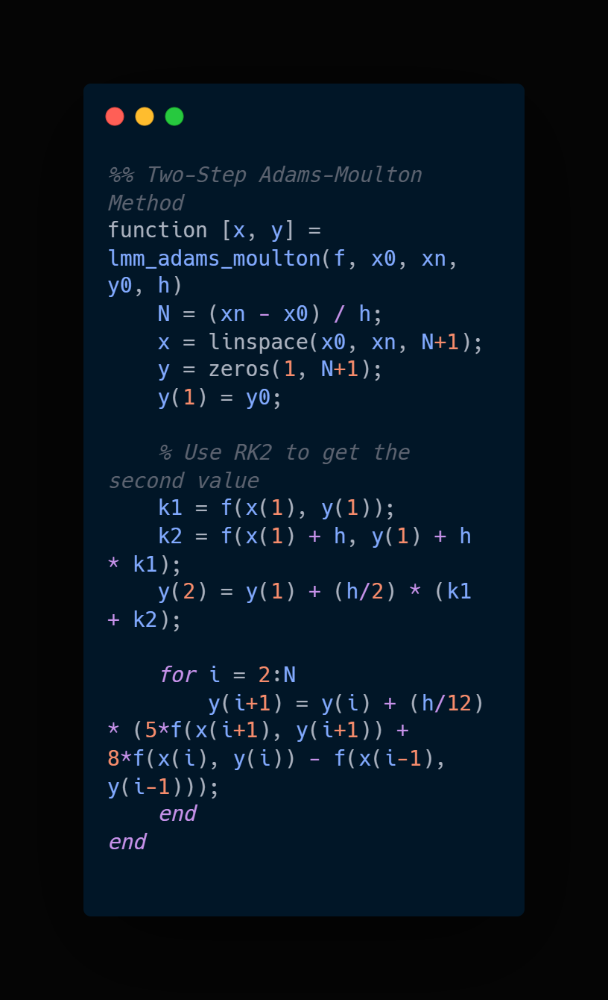 %% Two-Step Adams-Moulton
Method
function [x, y] =
lmm_adams_moulton(f, x0, xn,
y0, h)
    N = (xn - x0) / h;
    x = linspace(x0, xn, N+1);
    y = zeros(1, N+1);
    y(1) = y0;

    % Use RK2 to get the
second value
    k1 = f(x(1), y(1));
    k2 = f(x(1) + h, y(1) + h
* k1);
    y(2) = y(1) + (h/2) * (k1
+ k2);

    for i = 2:N
        y(i+1) = y(i) + (h/12)
* (5*f(x(i+1), y(i+1)) +
8*f(x(i), y(i)) - f(x(i-1),
y(i-1)));
    end
end